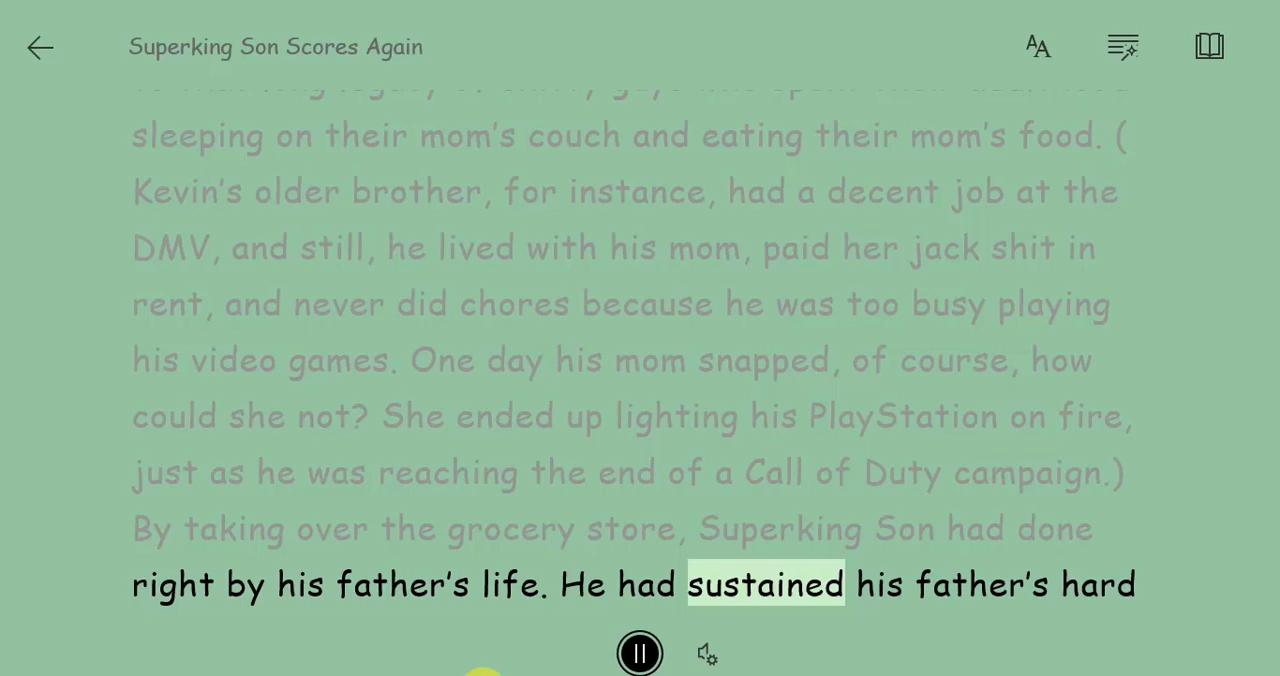 Superking Son Scores Again
sleeping on their mom's couch and eating their mom's food. (
Kevin's older brother, for instance, had a decent job at the
DMV, and still, he lived with his mom, paid her jack shit in
rent, and never did chores because he was too busy playing
his video games. One day his mom snapped, of course, how
could she not? She ended up lighting his PlayStation on fire,
just as he was reaching the end of a Call of Duty campaign.)
By taking over the grocery store, Superking Son had done
right by his father's life. He had sustained his father's hard